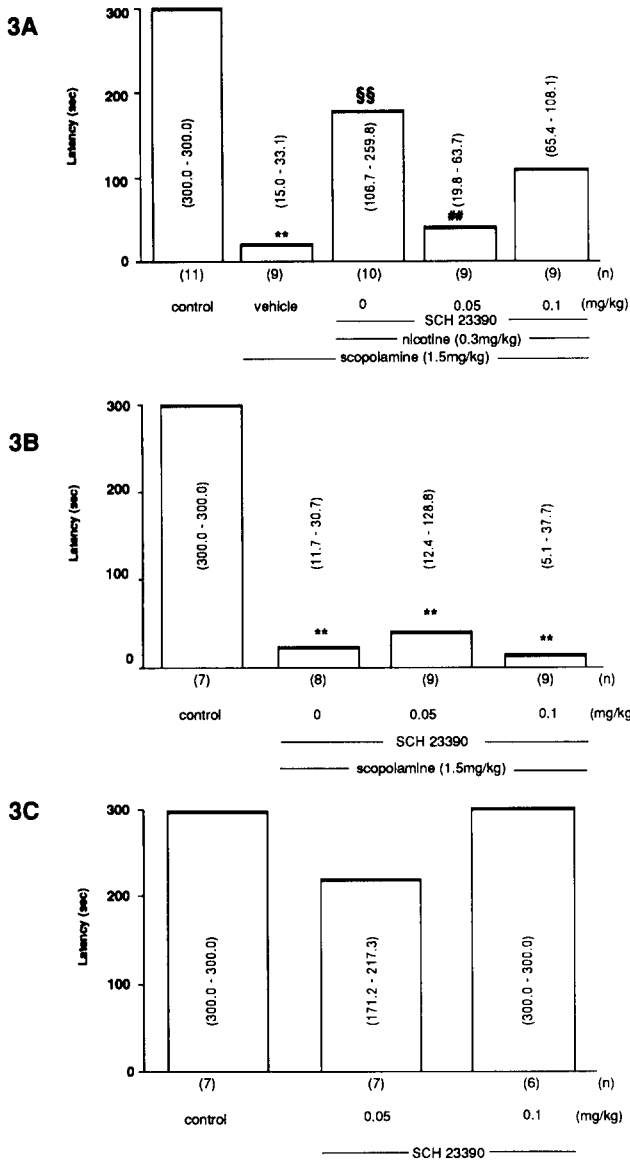 3A
Latency (sec)
300
200
100
0
(300.0 - 300.0)
(15.0 - 33.1)
**
§§
(106.7 - 259.8)
(19.8 - 63.7)
##
(65.4 - 108.1)
(11) (9) (10) (9) (9) (n)
control vehicle 0 0.05 0.1 (mg/kg)
SCH 23390
nicotine (0.3mg/kg)
scopolamine (1.5mg/kg)
3B
Latency (sec)
300
200
100
0
(300.0 - 300.0)
(11.7 - 30.7)
**
(12.4 - 128.8)
**
(5.1 - 37.7)
**
(7) (8) (9) (9) (n)
control 0 0.05 0.1 (mg/kg)
SCH 23390
scopolamine (1.5mg/kg)
3C
Latency (sec)
300
200
100
0
(300.0 - 300.0)
(171.2 - 217.3)
(300.0 - 300.0)
(7) (7) (6) (n)
control 0.05 0.1 (mg/kg)
SCH 23390